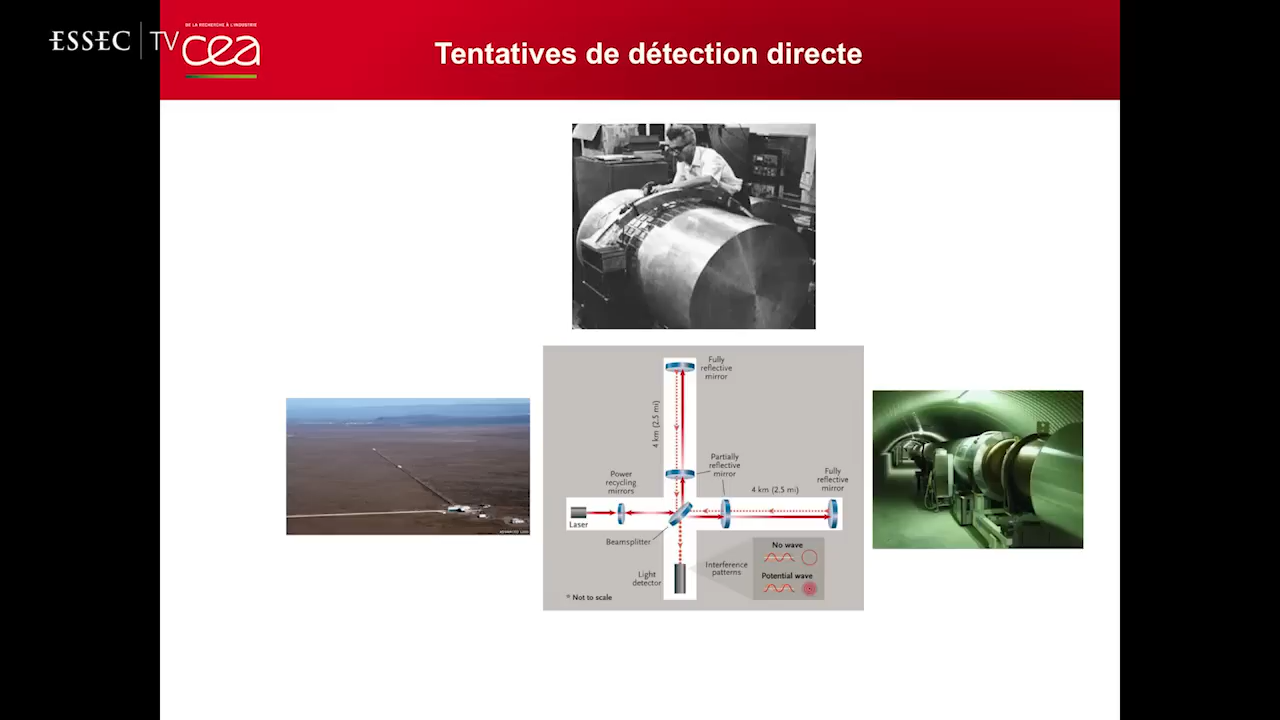 ESSEC TV
DE LA RECHERCHE À L'INDUSTRIE
cea
Tentatives de détection directe
Fully
reflective
mirror
4 km (2.5 mi)
Partially
reflective
mirror
Power
recycling
mirrors
4 km (2.5 mi)
Fully
reflective
mirror
Laser
Beamsplitter
Light
detector
Interference
patterns
No wave
Potential wave
* Not to scale